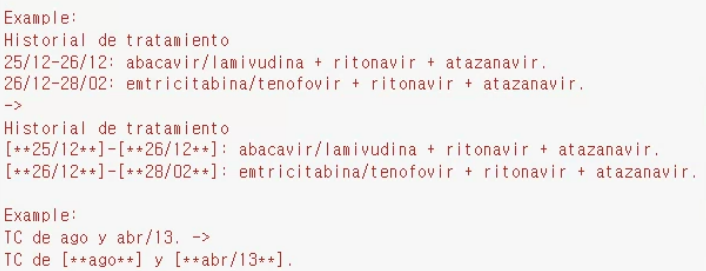 Example:
Historial de tratamiento
25/12-26/12: abacavir/lamivudina + ritonavir + atazanavir.
26/12-28/02: emtricitabina/tenofovir + ritonavir + atazanavir.
->
Historial de tratamiento
[**25/12**]-[**26/12**]: abacavir/lamivudina + ritonavir + atazanavir.
[**26/12**]-[**28/02**]: emtricitabina/tenofovir + ritonavir + atazanavir.
Example:
TC de ago y abr/13. ->
TC de [**ago**] y [**abr/13**].